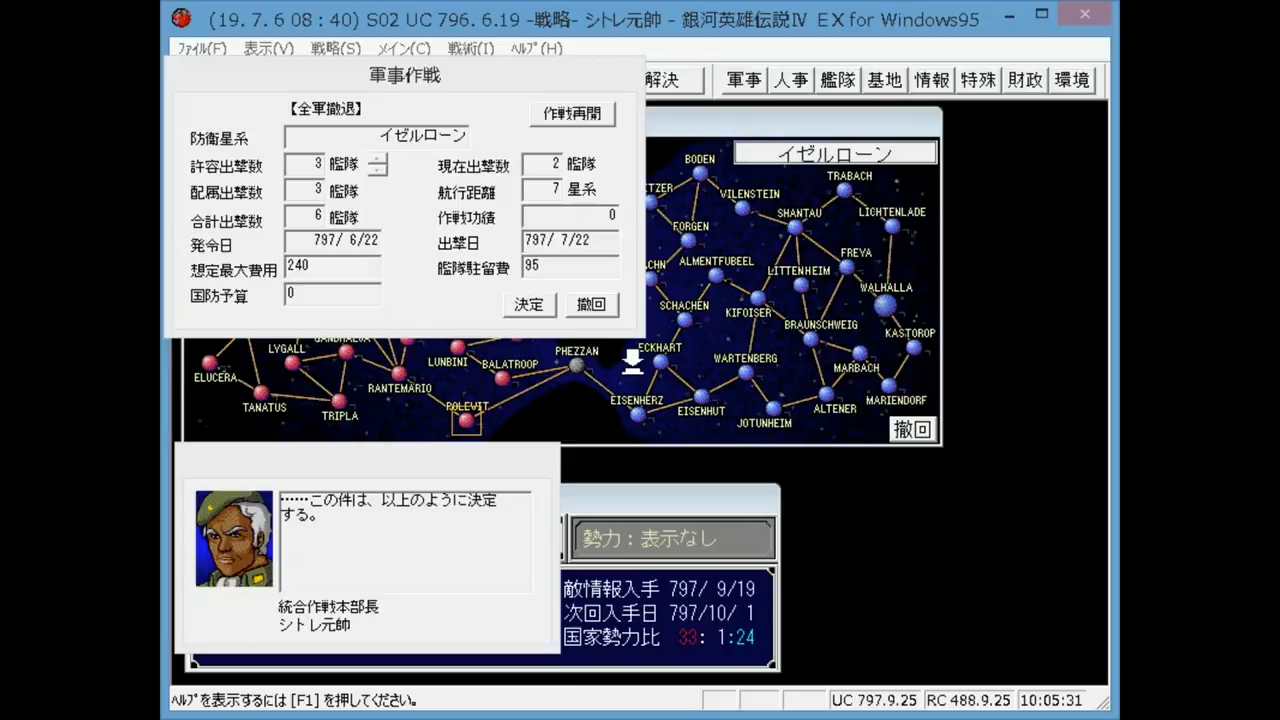 (19. 7. 6 08 : 40) S02 UC 796. 6.19 -戦略- シトレ元帥 - 銀河英雄伝説Ⅳ EX for Windows95
ﾌｧｲﾙ(F) 表示(V) 戦略(S) メイン(C) 戦術(I) ﾍﾙﾌﾟ(H)
解決 軍事 人事 艦隊 基地 情報 特殊 財政 環境
軍事作戦
【全軍撤退】
作戦再開
防衛星系 イゼルローン
許容出撃数 3 艦隊 現在出撃数 2 艦隊
配属出撃数 3 艦隊 航行距離 7 星系
合計出撃数 6 艦隊 作戦功績 0
発令日 797/ 6/22 出撃日 797/ 7/22
想定最大費用 240 艦隊駐留費 95
国防予算 0
決定 撤回
イゼルローン
BODEN
TRABACH
VILENSTEIN
SHANTAU
LICHTENLADE
FORGEN
FREYA
ALMENTFUBEEL
LITTENHEIM
WALHALLA
SCHACHEN
KIFOISER
BRAUNSCHWEIG
KASTOROP
LYGALL
LUNBINI
BALATROOP
PHEZZAN
ECKHART
WARTENBERG
MARBACH
ELUCERA
RANTEMARIO
EISENHERZ
EISENHUT
MARIENDORF
TANATUS
TRIPLA
POLEVIT
JOTUNHEIM
ALTENER
撤回
……この件は、以上のように決定
する。
統合作戦本部長
シトレ元帥
勢力：表示なし
敵情報入手 797/ 9/19
次回入手日 797/10/ 1
国家勢力比 33: 1:24
ﾍﾙﾌﾟを表示するには [F1] を押してください。
UC 797.9.25 RC 488.9.25 10:05:31